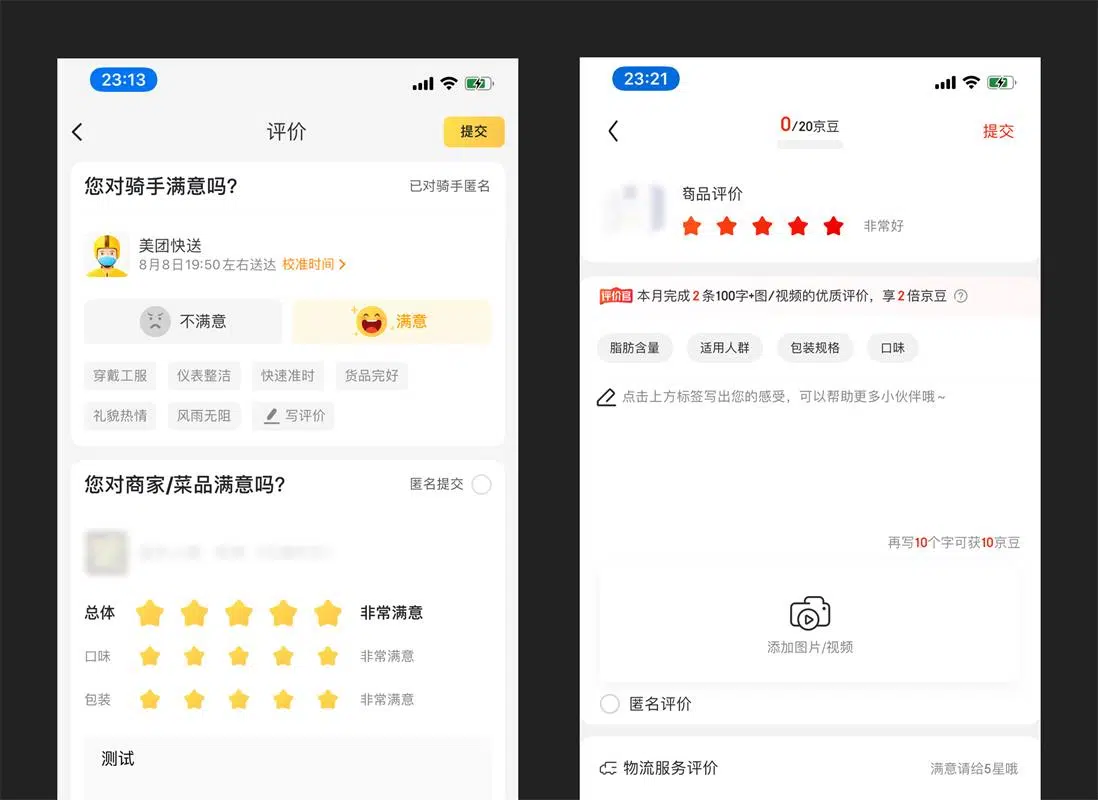 23:13
评价
提交
您对骑手满意吗?
已对骑手匿名
美团快送
8月8日19:50左右送达 校准时间
不满意
满意
穿戴工服
仪表整洁
快速准时
货品完好
礼貌热情
风雨无阻
写评价
您对商家/菜品满意吗?
匿名提交
总体
非常满意
口味
非常满意
包装
非常满意
测试
23:21
0/20京豆
提交
商品评价
非常好
评价官 本月完成2条100字+图/视频的优质评价，享2倍京豆 ?
脂肪含量
适用人群
包装规格
口味
点击上方标签写出您的感受，可以帮助更多小伙伴哦~
再写10个字可获10京豆
添加图片/视频
匿名评价
物流服务评价
满意请给5星哦